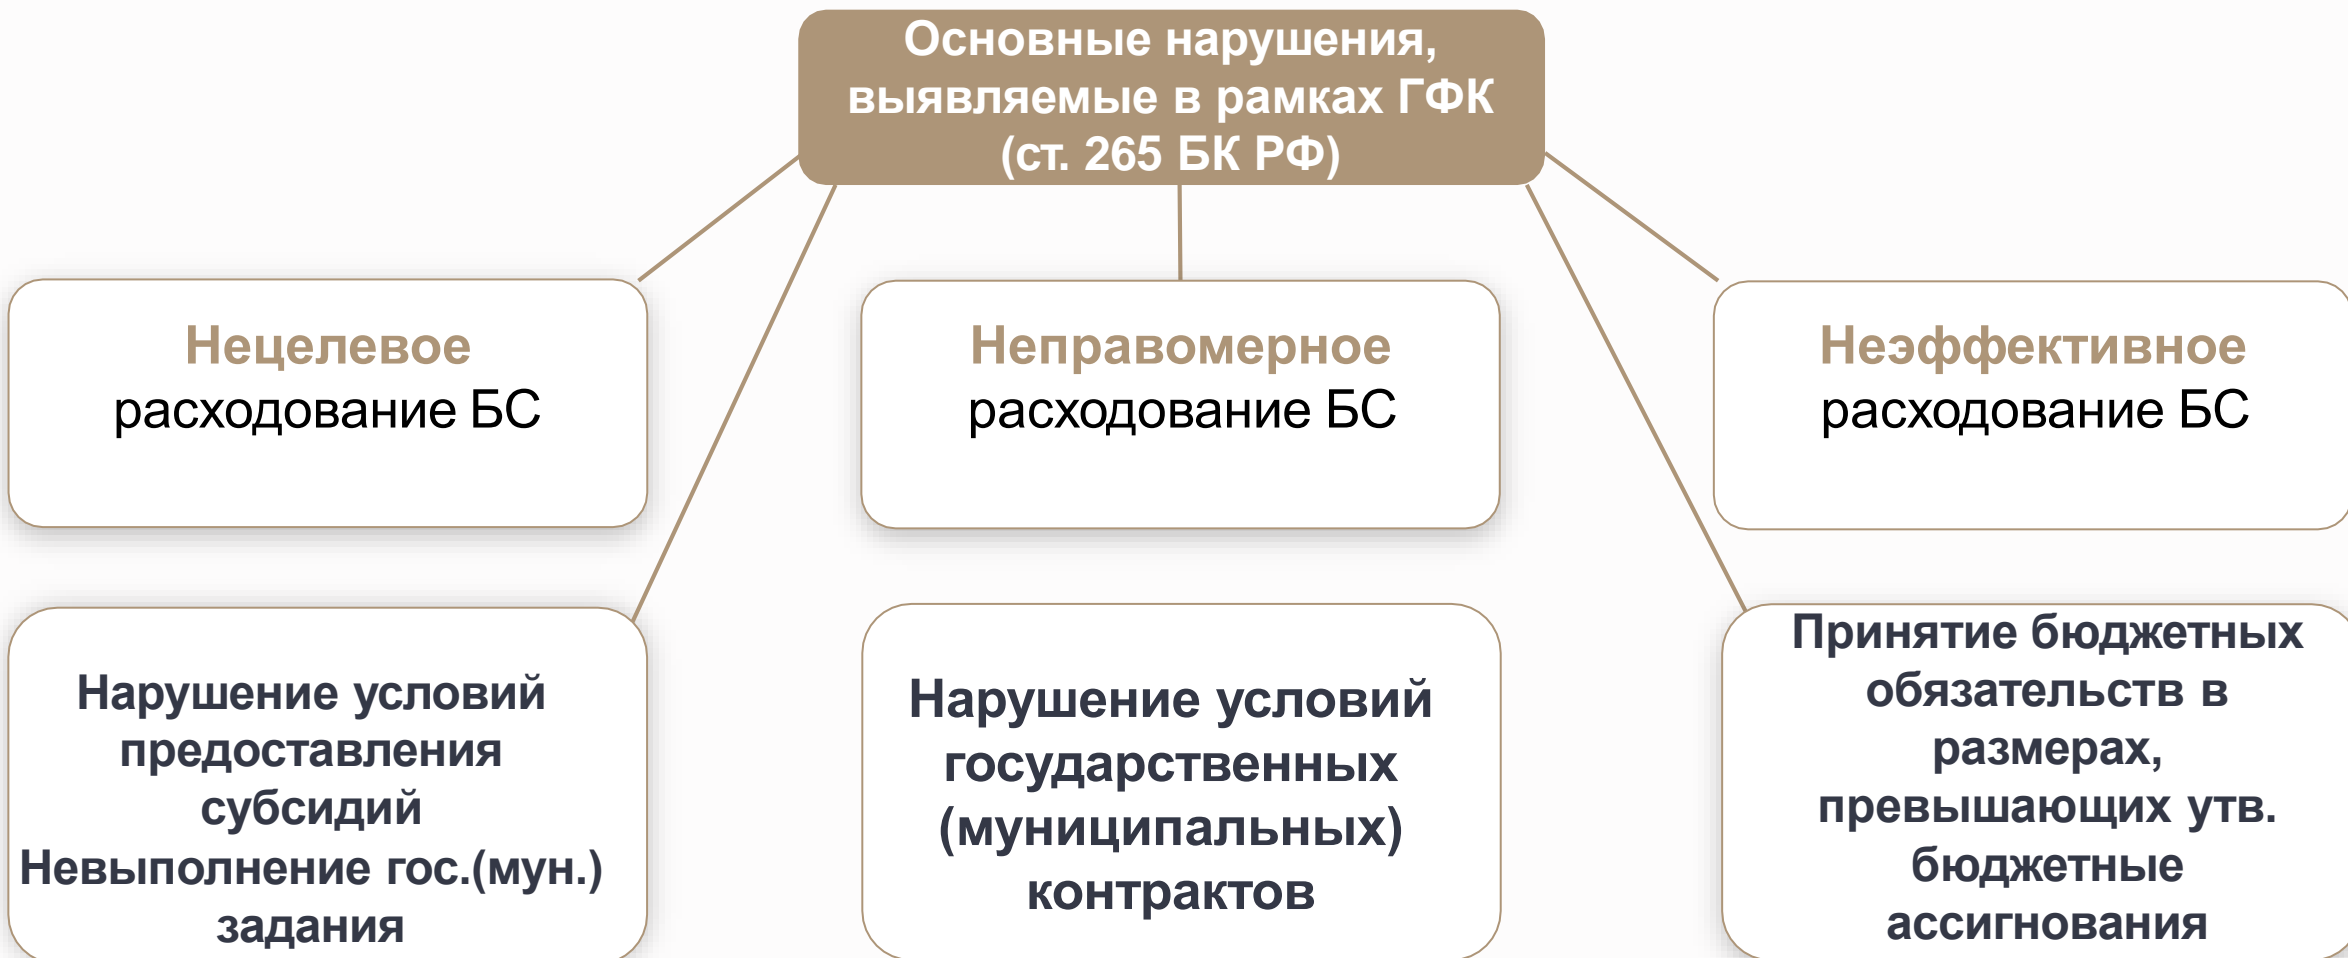 Основные нарушения,
выявляемые в рамках ГФК
(ст. 265 БК РФ)
Нецелевое
расходование БС
Неправомерное
расходование БС
Неэффективное
расходование БС
Нарушение условий
предоставления
субсидий
Невыполнение гос.(мун.)
задания
Нарушение условий
государственных
(муниципальных)
контрактов
Принятие бюджетных
обязательств в
размерах,
превышающих утв.
бюджетные
ассигнования